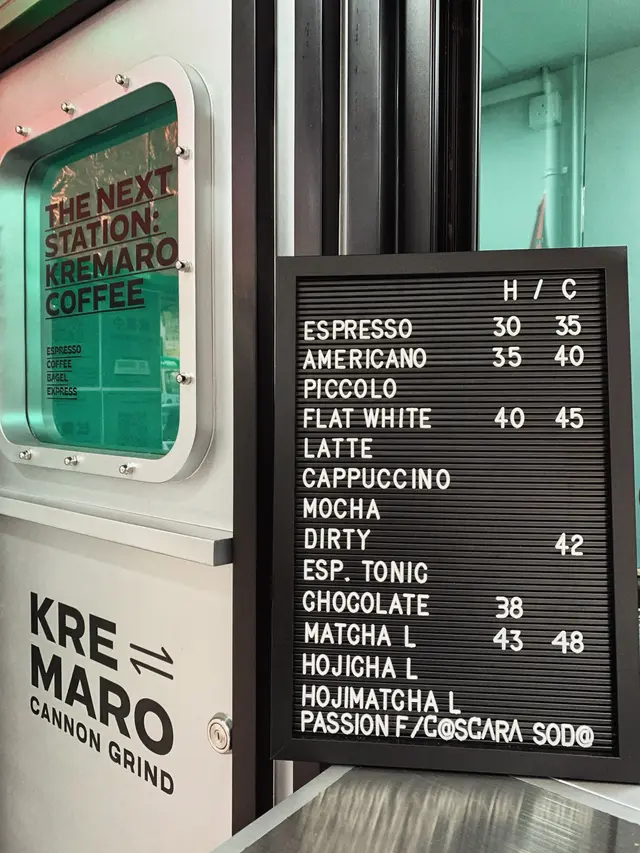 THE NEXT
STATION:
KREMARO
COFFEE
ESPRESSO
COFFEE
BAGEL
EXPRESS
KRE
MARO
CANNON GRIND
H / C
ESPRESSO 30 35
AMERICANO 35 40
PICCOLO
FLAT WHITE 40 45
LATTE
CAPPUCCINO
MOCHA
DIRTY 42
ESP. TONIC
CHOCOLATE 38
MATCHA L 43 48
HOJICHA L
HOJIMATCHA L
PASSION F/C@SCARA SOD@